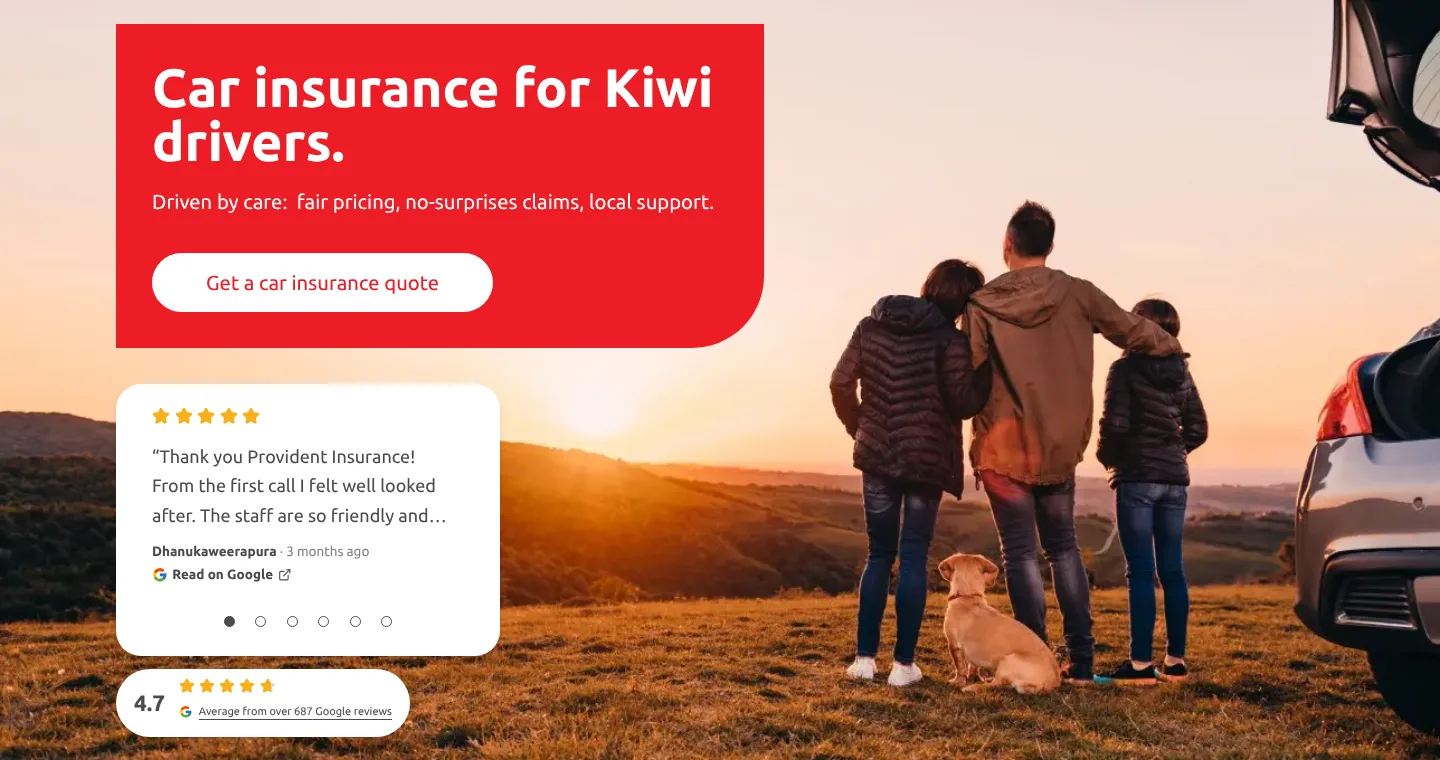 Car insurance for Kiwi
drivers.
Driven by care:  fair pricing, no-surprises claims, local support.
Get a car insurance quote
“Thank you Provident Insurance!
From the first call I felt well looked
after. The staff are so friendly and…
Dhanukaweerapura · 3 months ago
Read on Google
4.7
Average from over 687 Google reviews